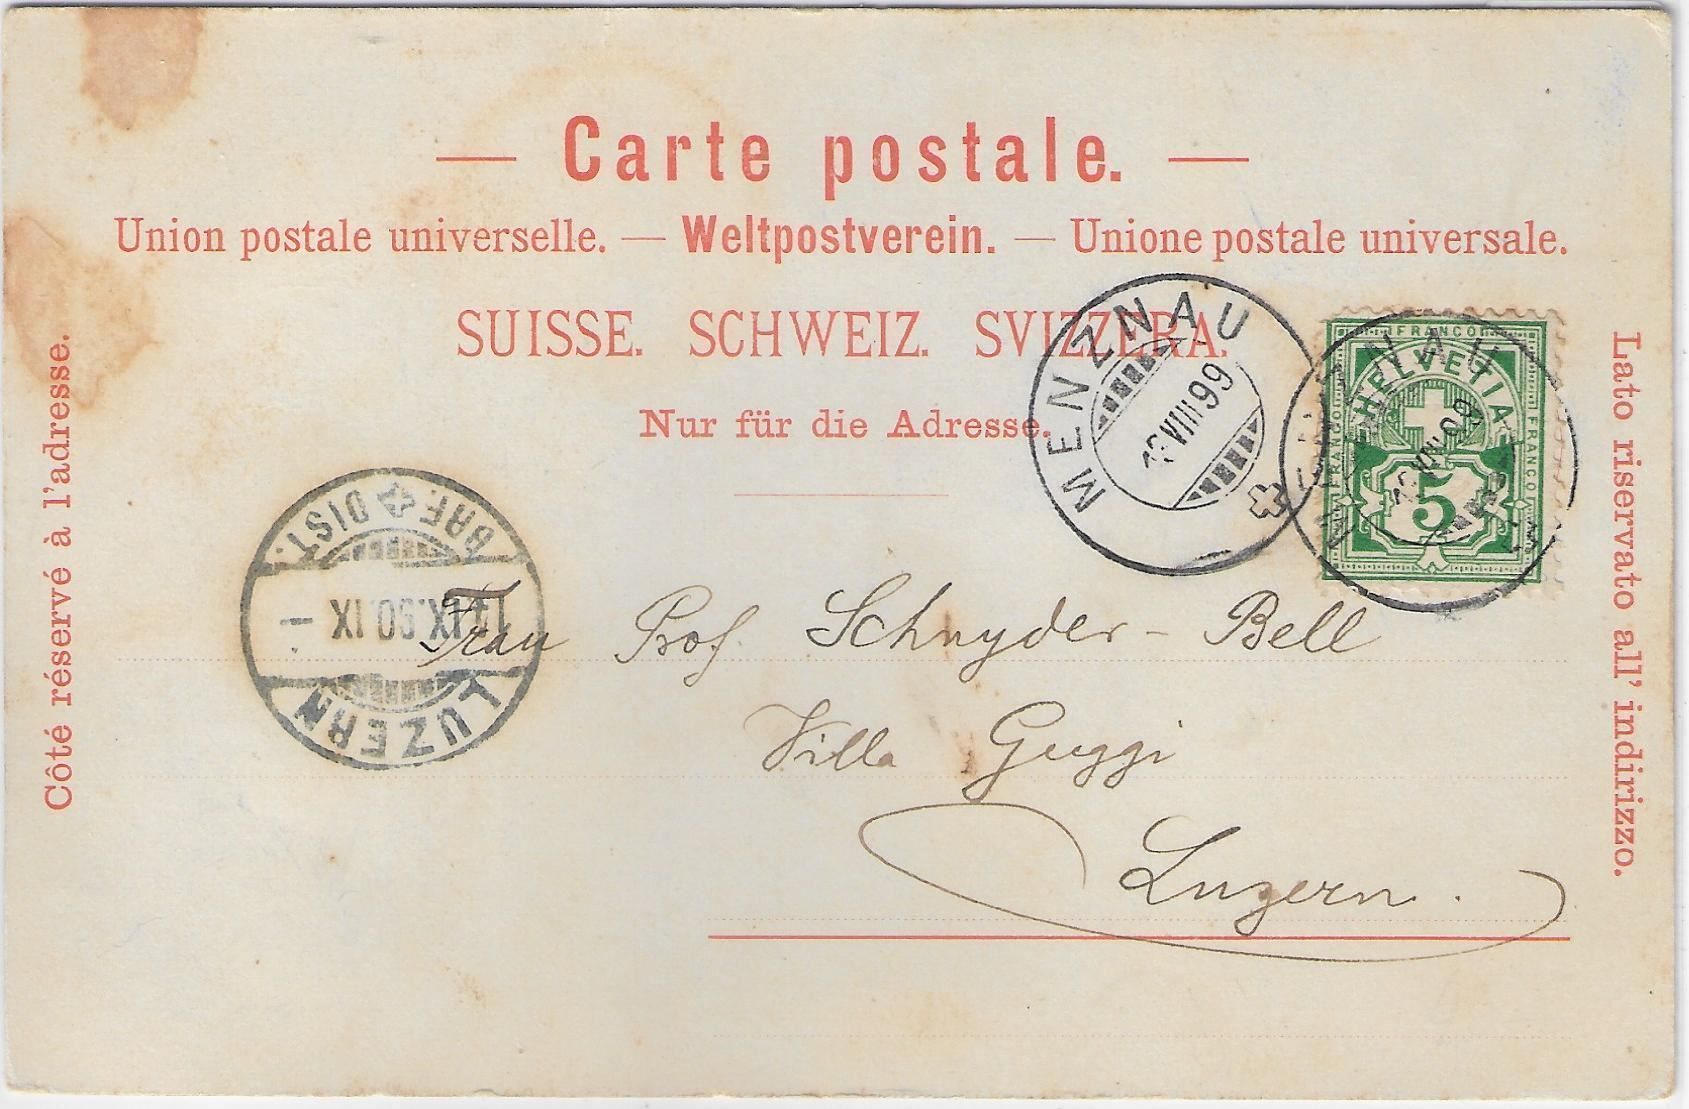 — Carte postale. —
Union postale universelle. — Weltpostverein. — Unione postale universale.
SUISSE. SCHWEIZ. SVIZZERA.
Nur für die Adresse.
Côté réservé à l'adresse.
Lato riservato all' indirizzo.
MENZNAU
VIII 99
FRANCO
HELVETIA
FRANCO
FRANCO
5
BRF. DIST.
LUZERN
Frau Prof. Schnyder - Bell
Villa Guggi
Luzern.